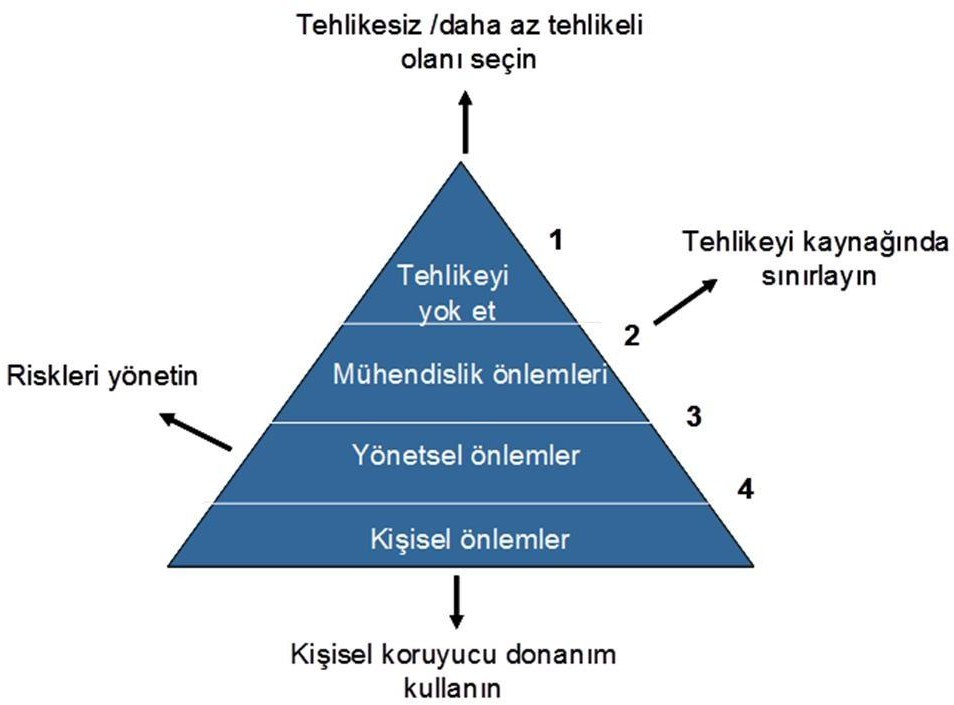 Tehlikesiz /daha az tehlikeli
olanı seçin
1
Tehlikeyi kaynağında
sınırlayın
Tehlikeyi
yok et
2
Riskleri yönetin
Mühendislik önlemleri
3
Yönetsel önlemler
4
Kişisel önlemler
Kişisel koruyucu donanım
kullanın